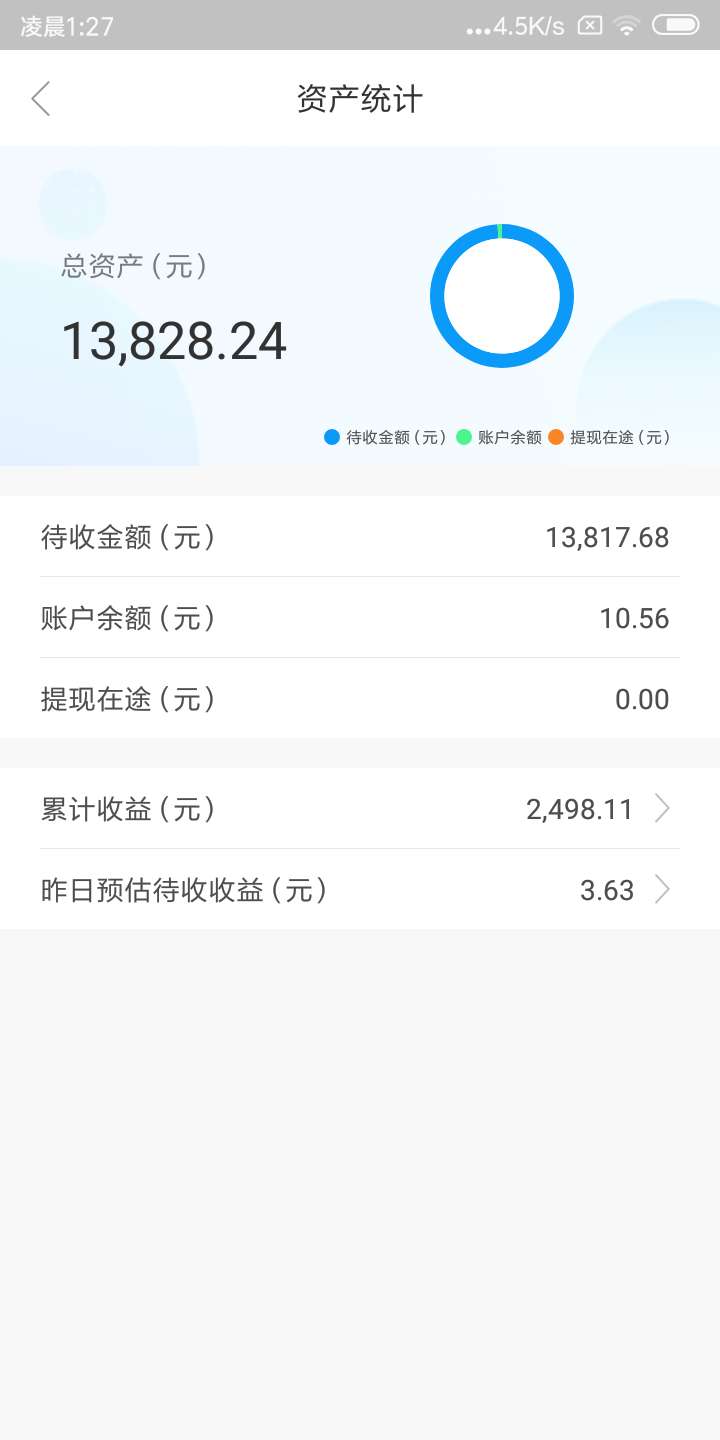 凌晨1:27 ...4.5K/s
资产统计
总资产(元)
13,828.24
待收金额(元) 账户余额 提现在途(元)
待收金额(元) 13,817.68
账户余额(元) 10.56
提现在途(元) 0.00
累计收益(元) 2,498.11
昨日预估待收收益(元) 3.63